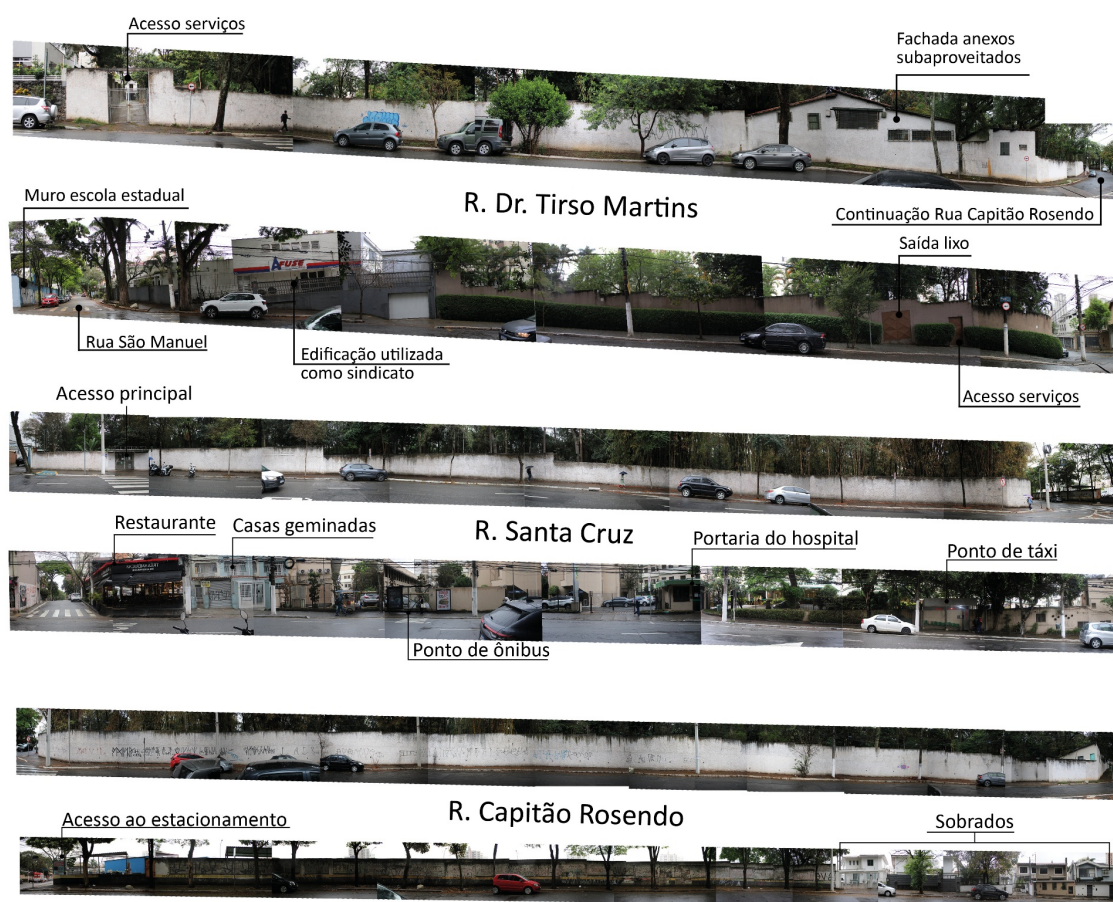 Acesso serviços
Fachada anexos
subaproveitados
R. Dr. Tirso Martins
Continuação Rua Capitão Rosendo
Muro escola estadual
Saída lixo
AFUSE
Rua São Manuel
Edificação utilizada
como sindicato
Acesso serviços
Acesso principal
R. Santa Cruz
Restaurante
Casas geminadas
Portaria do hospital
Ponto de táxi
Ponto de ônibus
R. Capitão Rosendo
Acesso ao estacionamento
Sobrados